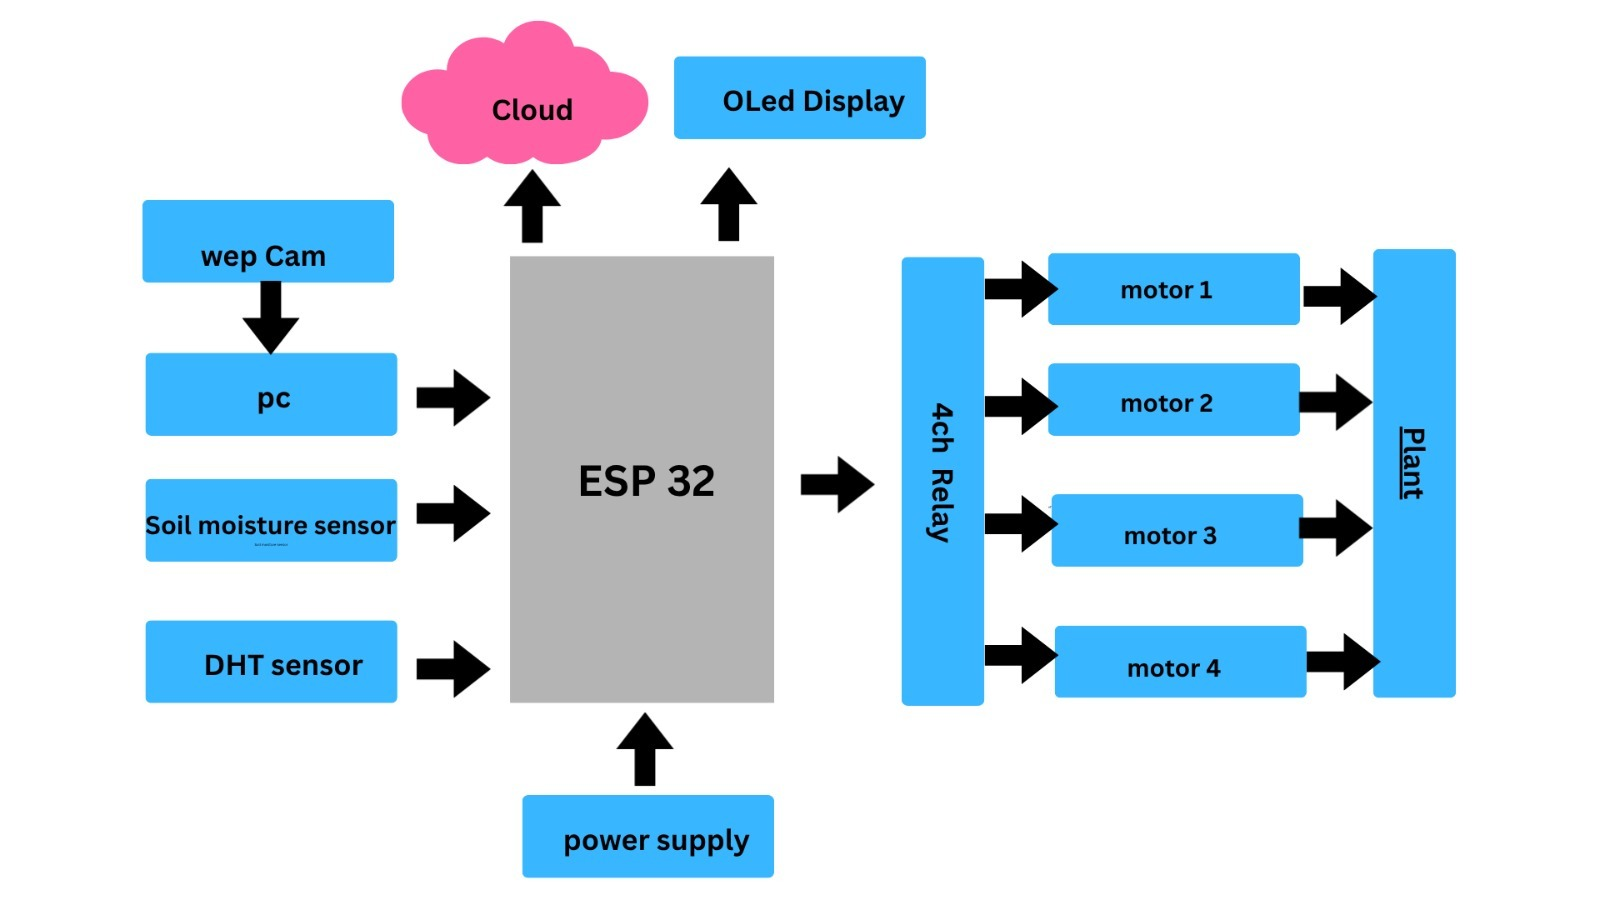 Cloud
OLed Display
wep Cam
pc
Soil moisture sensor
DHT sensor
ESP 32
power supply
4ch Relay
motor 1
motor 2
motor 3
motor 4
Plant